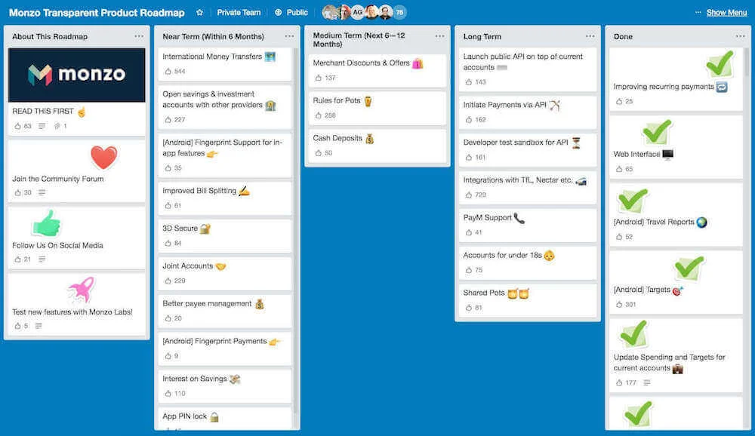 Monzo Transparent Product Roadmap
Private Team
Public
AG
78
Show Menu
About This Roadmap
monzo
READ THIS FIRST
63
1
Join the Community Forum
30
Follow Us On Social Media
21
Test new features with Monzo Labs!
5
Near Term (Within 6 Months)
International Money Transfers
544
Open savings & investment
accounts with other providers
227
[Android] Fingerprint Support for in-
app features
35
Improved Bill Splitting
61
3D Secure
84
Joint Accounts
229
Better payee management
20
[Android] Fingerprint Payments
9
Interest on Savings
110
App PIN lock
Medium Term (Next 6—12
Months)
Merchant Discounts & Offers
137
Rules for Pots
256
Cash Deposits
50
Long Term
Launch public API on top of current
accounts
143
Initiate Payments via API
162
Developer test sandbox for API
161
Integrations with TfL, Nectar etc.
720
PayM Support
41
Accounts for under 18s
75
Shared Pots
81
Done
Improving recurring payments
25
Web Interface
65
[Android] Travel Reports
52
[Android] Targets
301
Update Spending and Targets for
current accounts
177